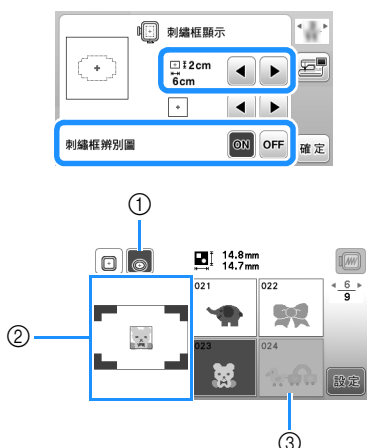 刺繡框顯示
2cm
6cm
刺繡框辨別圖
ON OFF
確定
①
14.8mm
14.7mm
021 022
6
9
②
023 024
設定
③